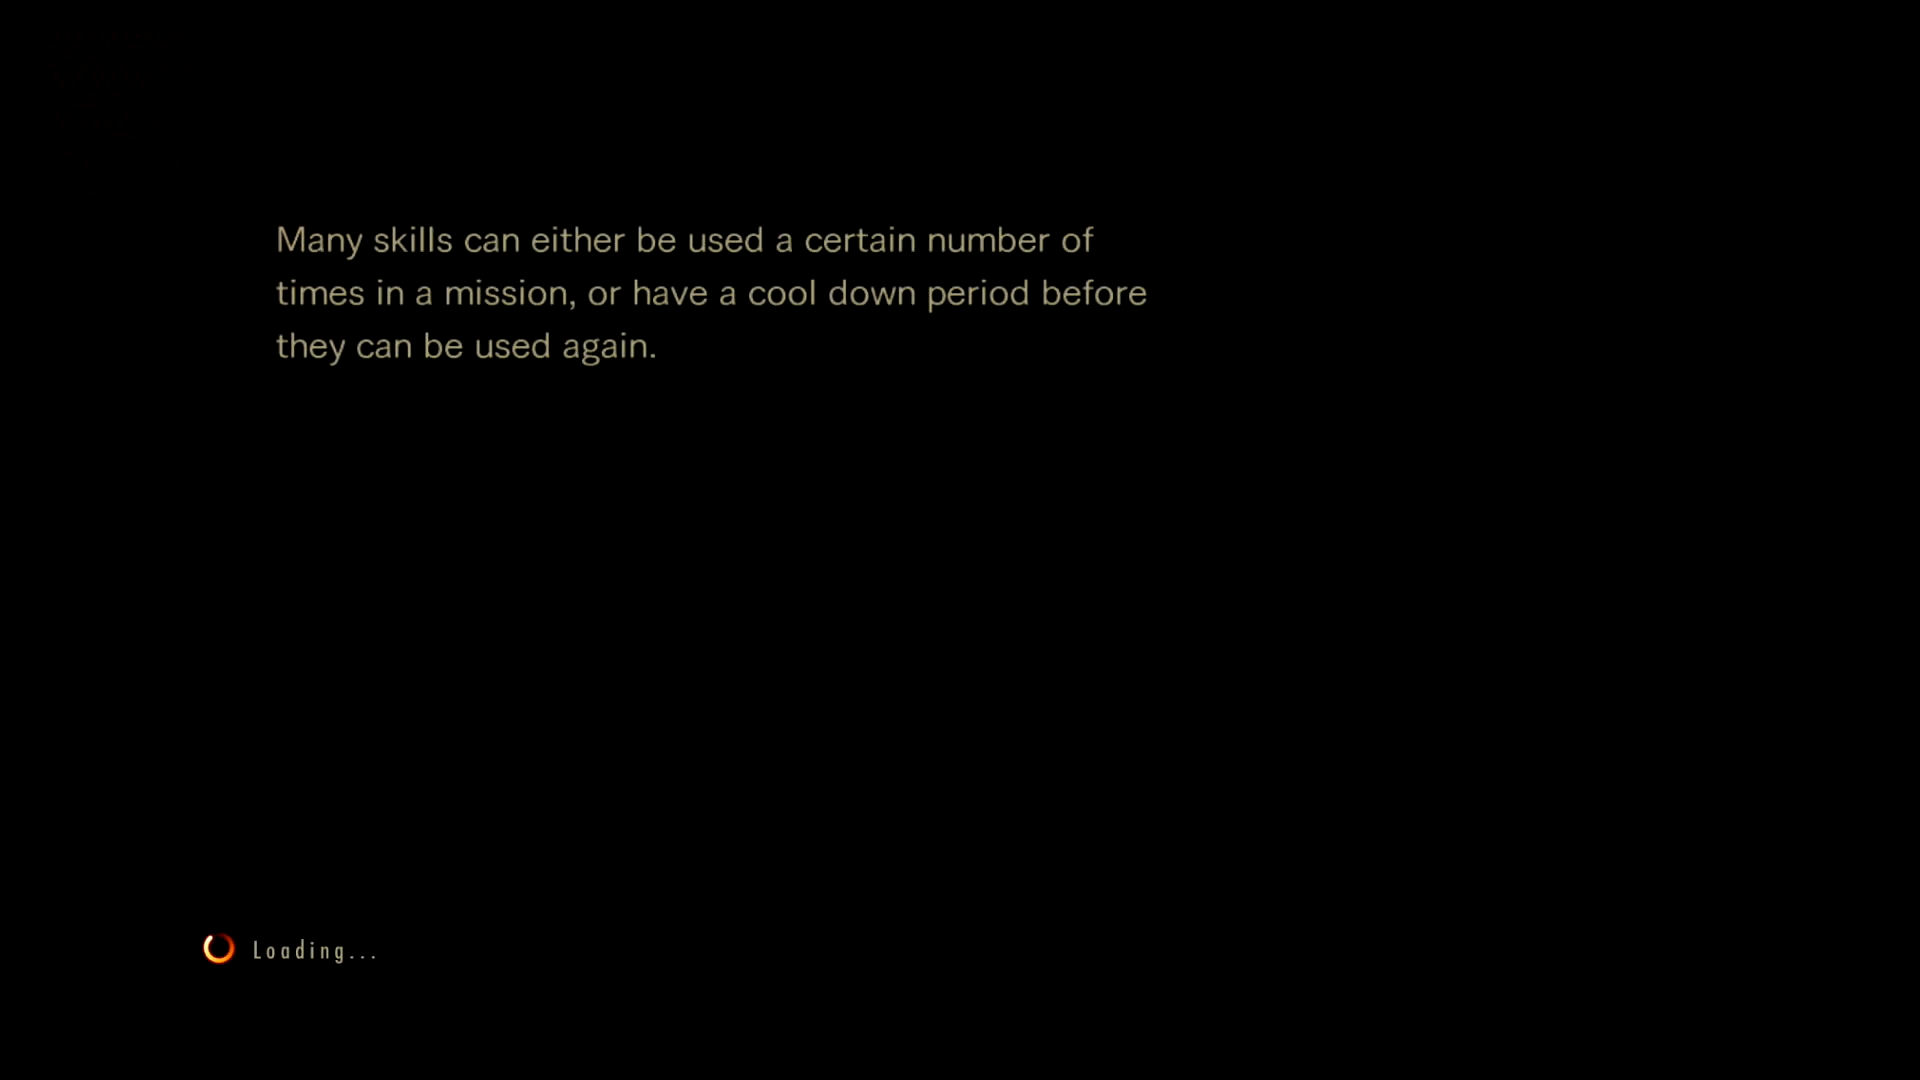 Many skills can either be used a certain number of
times in a mission, or have a cool down period before
they can be used again.
Loading...